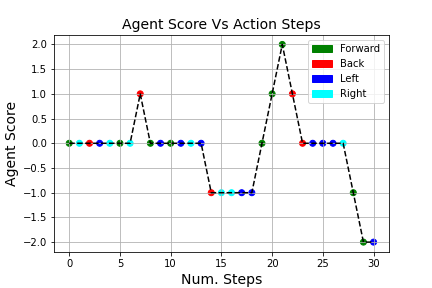 Agent Score Vs Action Steps
2.0
1.5
1.0
0.5
0.0
−0.5
−1.0
−1.5
−2.0
Agent Score
Forward
Back
Left
Right
0 5 10 15 20 25 30
Num. Steps